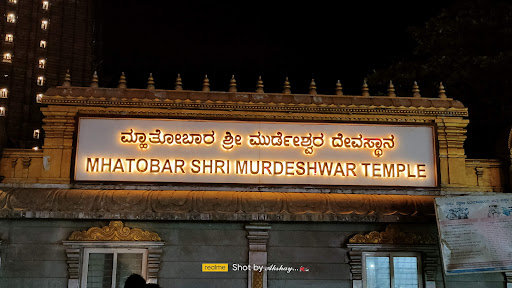 ಮ್ಹಾತೋಬಾರ ಶ್ರೀ ಮುರ್ಡೇಶ್ವರ ದೇವಸ್ಥಾನ
MHATOBAR SHRI MURDESHWAR TEMPLE
realme Shot by Akshay...